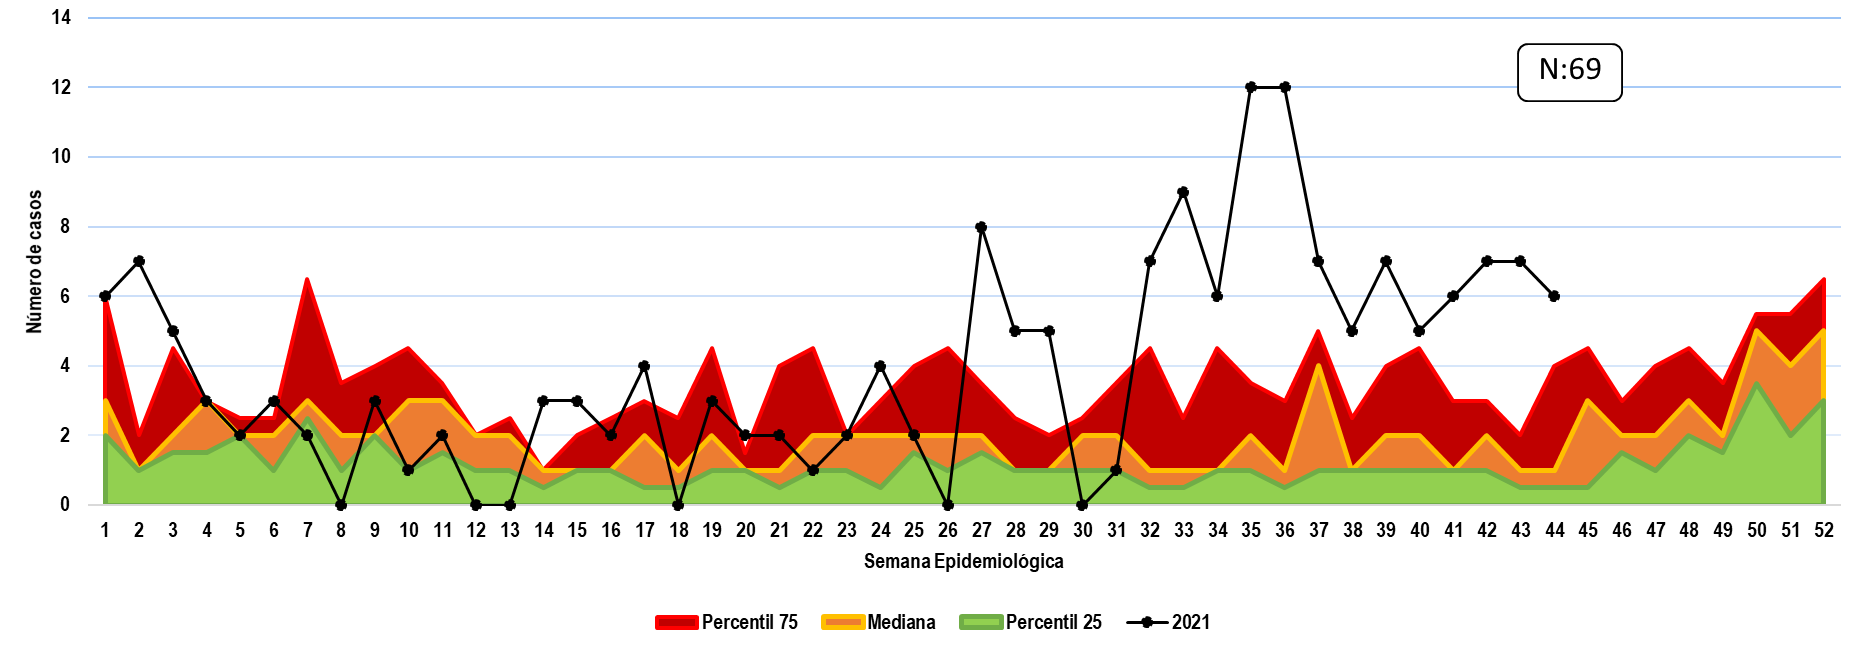 14
N:69
12
10
8
6
4
2
0
Número de casos
1 2 3 4 5 6 7 8 9 10 11 12 13 14 15 16 17 18 19 20 21 22 23 24 25 26 27 28 29 30 31 32 33 34 35 36 37 38 39 40 41 42 43 44 45 46 47 48 49 50 51 52
Semana Epidemiológica
Percentil 75 Mediana Percentil 25 2021